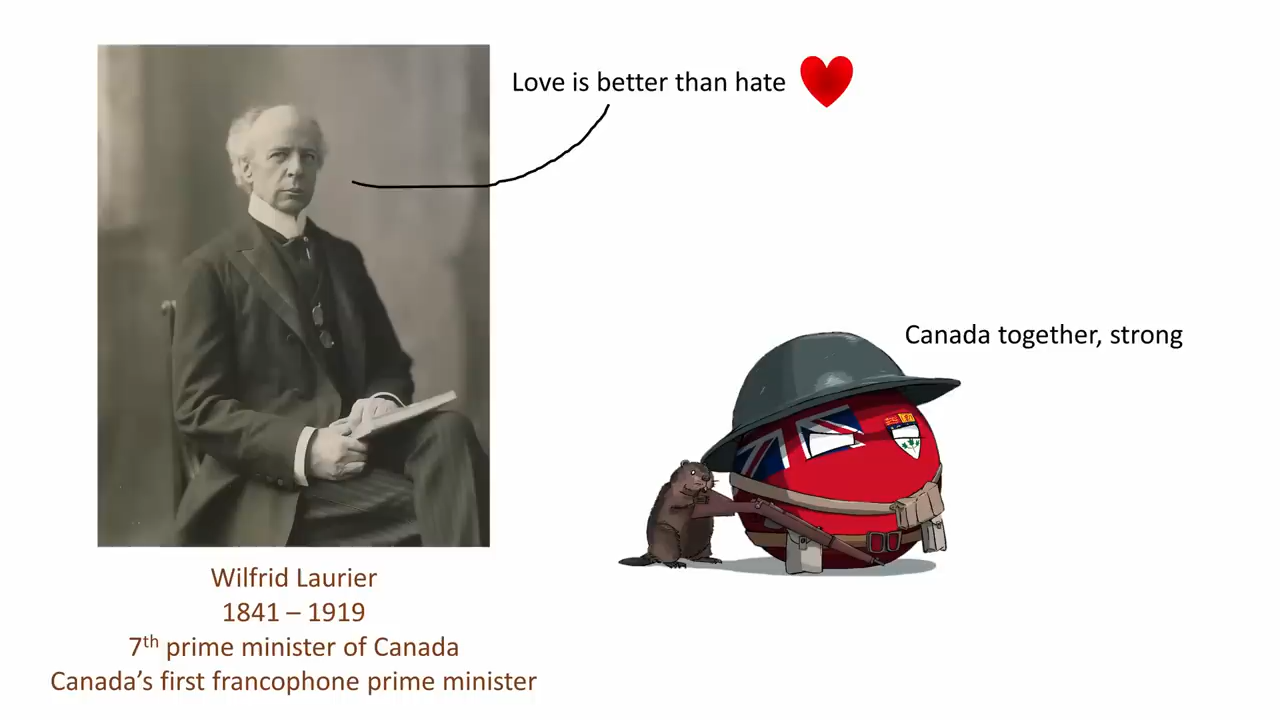 Love is better than hate
Canada together, strong
Wilfrid Laurier
1841 – 1919
7th prime minister of Canada
Canada’s first francophone prime minister